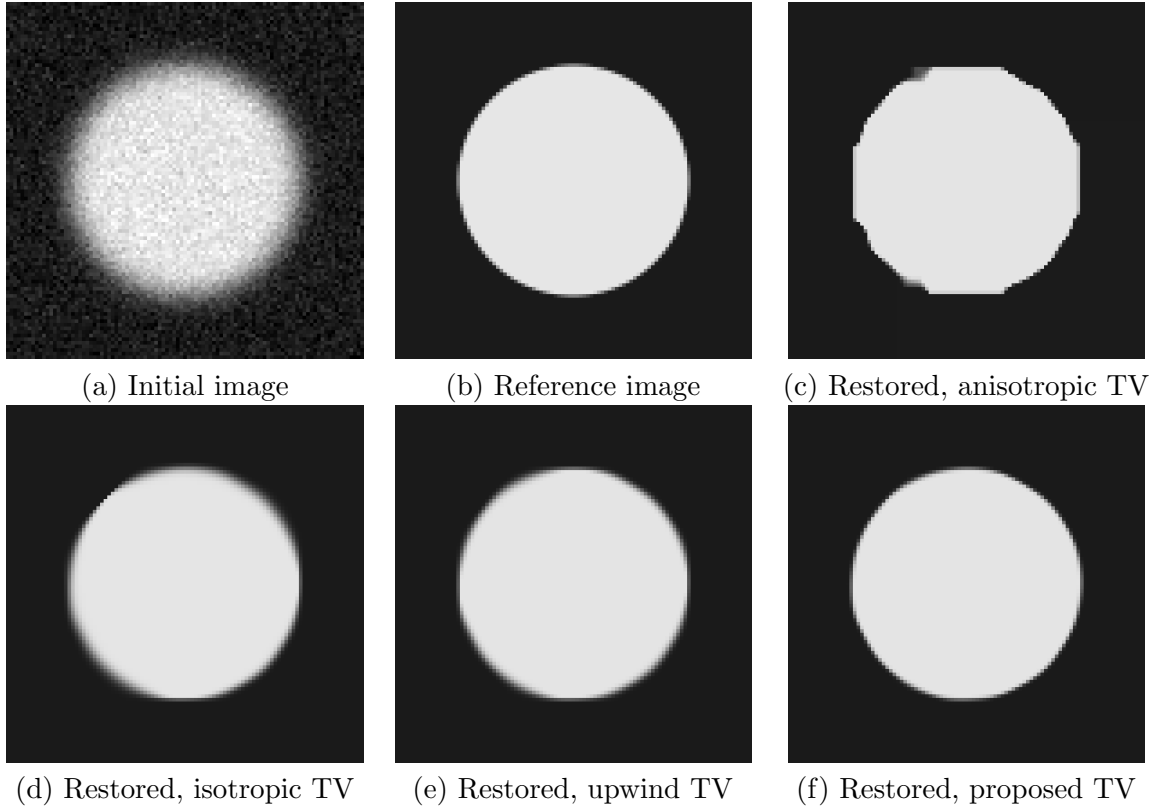 (a) Initial image
(b) Reference image
(c) Restored, anisotropic TV
(d) Restored, isotropic TV
(e) Restored, upwind TV
(f) Restored, proposed TV